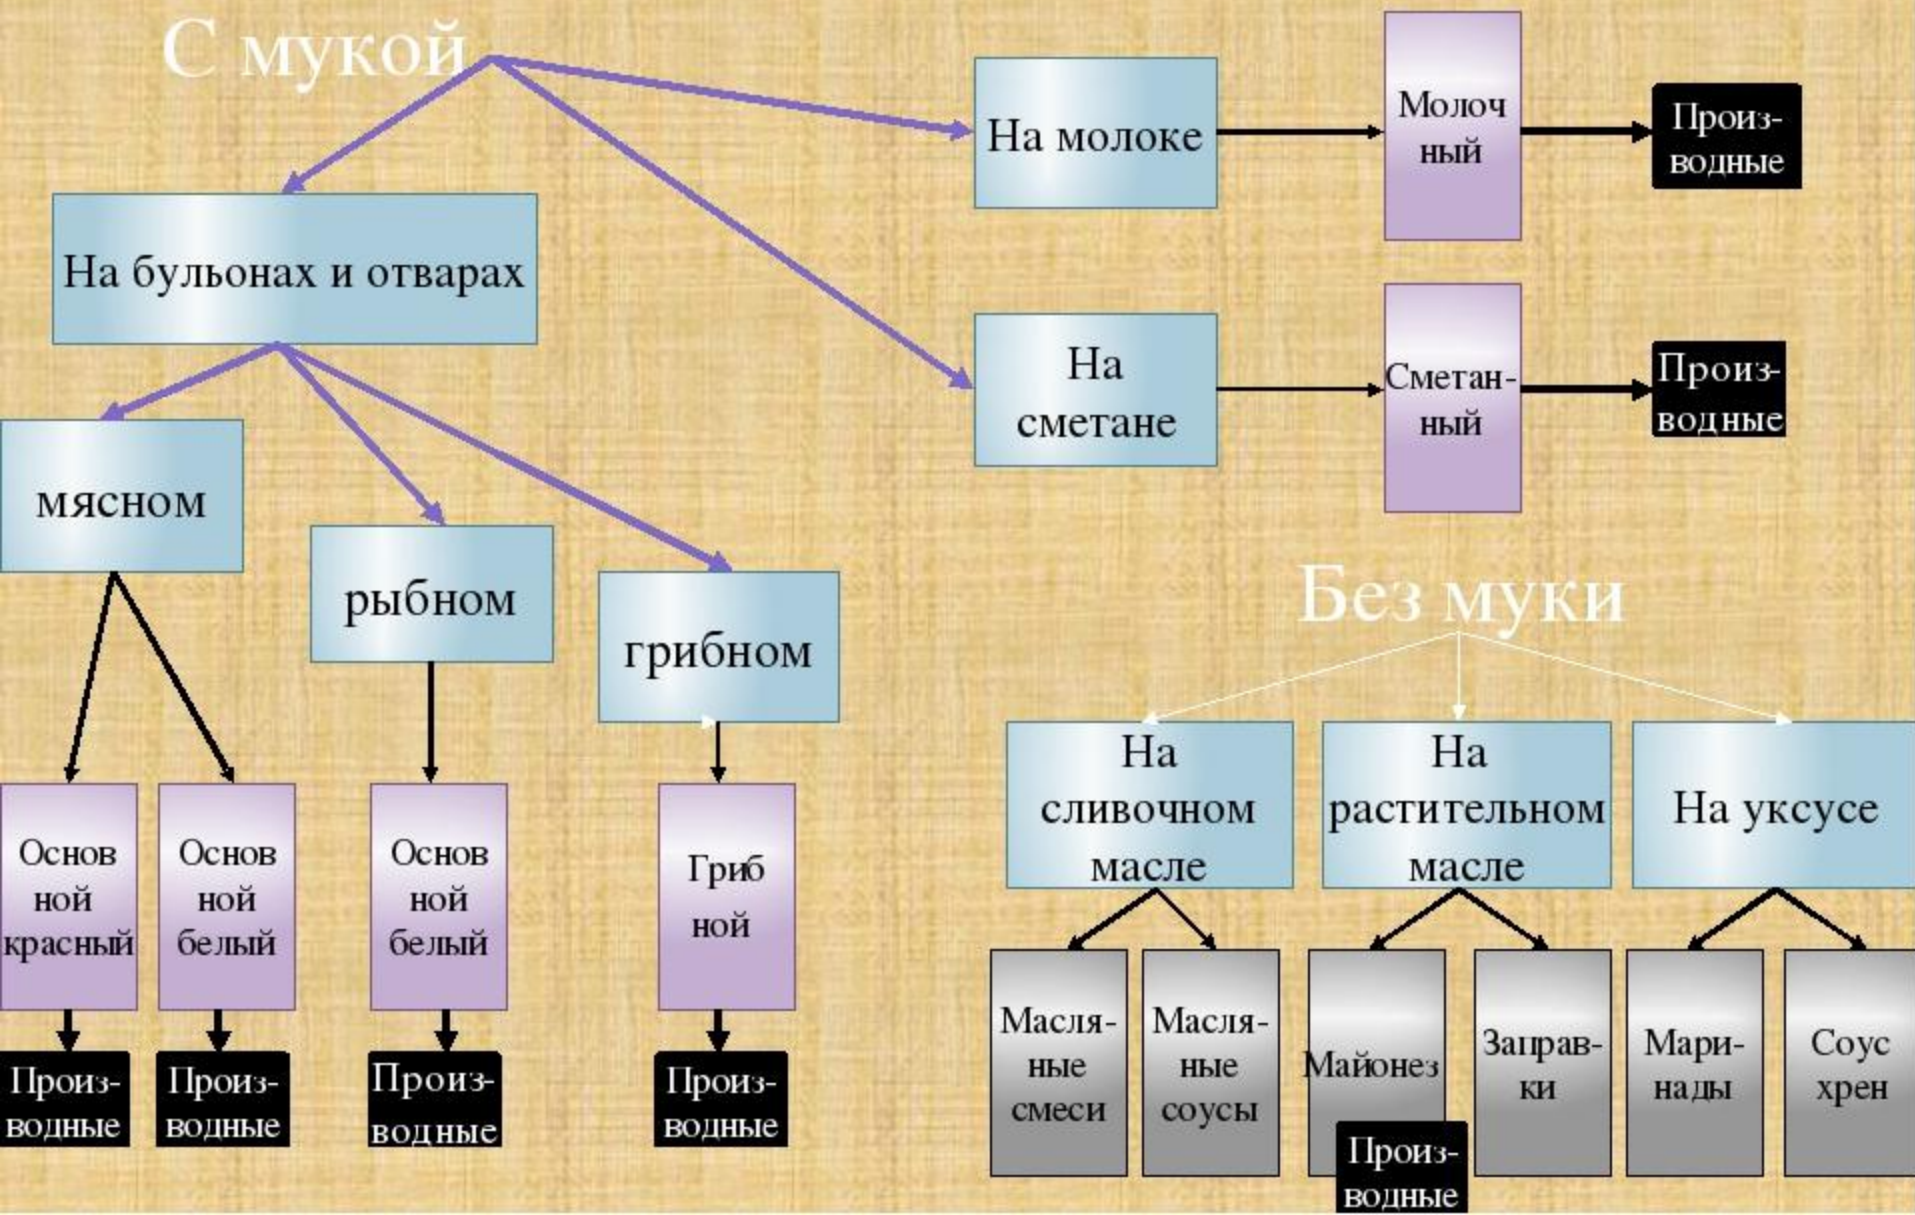 С мукой
На молоке
Молоч
ный
Произ-
водные
На бульонах и отварах
На
сметане
Сметан-
ный
Произ-
водные
мясном
рыбном
грибном
Основ
ной
красный
Основ
ной
белый
Основ
ной
белый
Гриб
ной
Произ-
водные
Произ-
водные
Произ-
водные
Произ-
водные
Без муки
На
сливочном
масле
На
растительном
масле
На уксусе
Масля-
ные
смеси
Масля-
ные
соусы
Майонез
Заправ-
ки
Мари-
нады
Соус
хрен
Произ-
водные